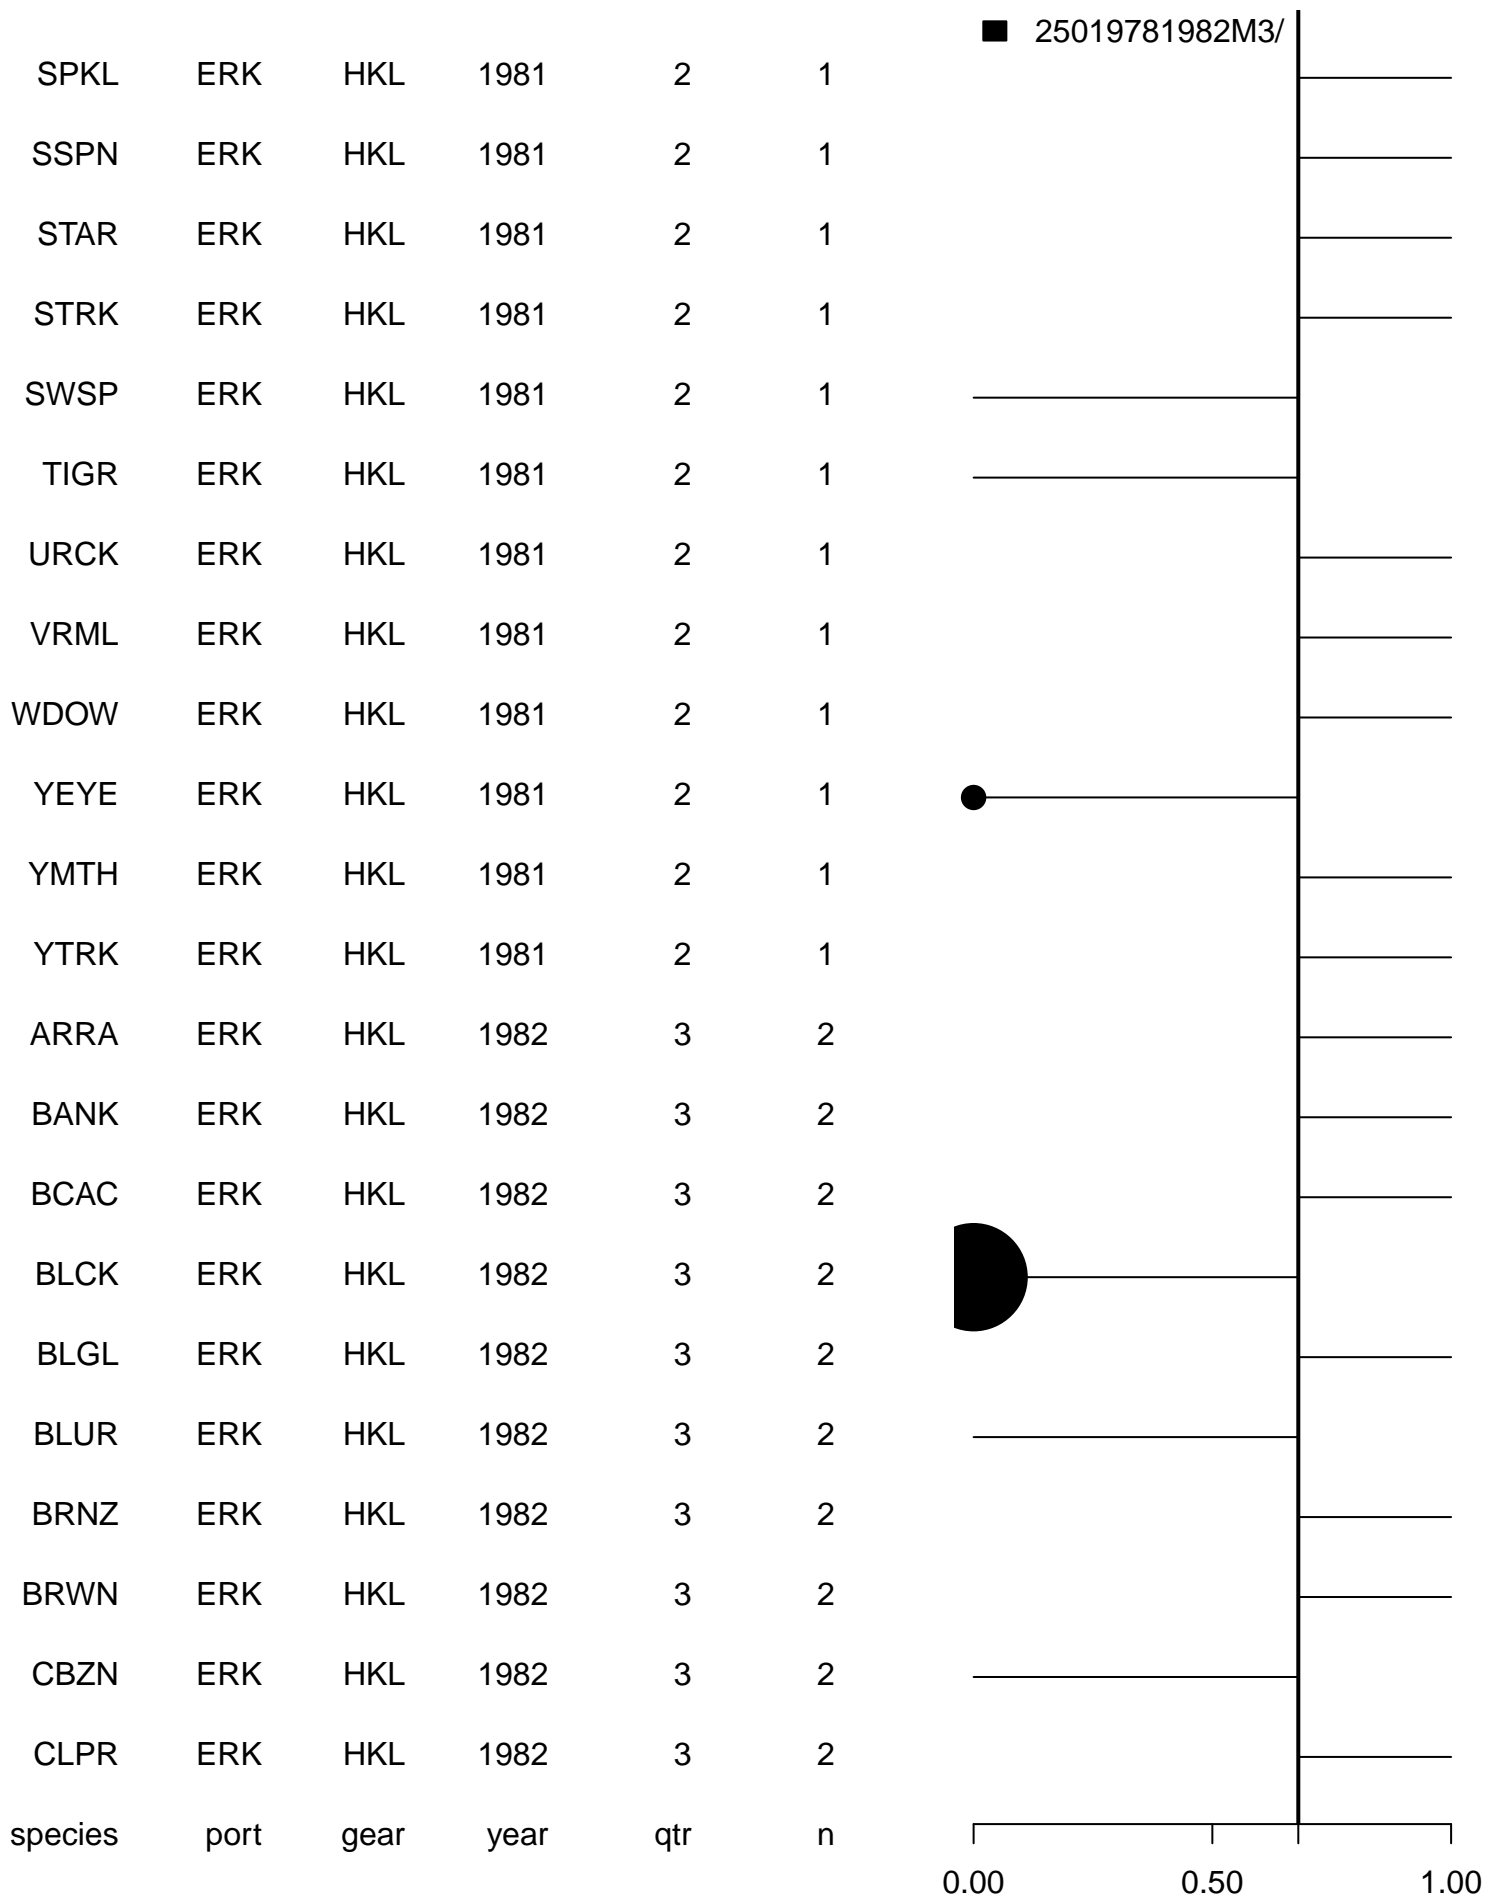 25019781982M3/
SPKL ERK HKL 1981 2 1
SSPN ERK HKL 1981 2 1
STAR ERK HKL 1981 2 1
STRK ERK HKL 1981 2 1
SWSP ERK HKL 1981 2 1
TIGR ERK HKL 1981 2 1
URCK ERK HKL 1981 2 1
VRML ERK HKL 1981 2 1
WDOW ERK HKL 1981 2 1
YEYE ERK HKL 1981 2 1
YMTH ERK HKL 1981 2 1
YTRK ERK HKL 1981 2 1
ARRA ERK HKL 1982 3 2
BANK ERK HKL 1982 3 2
BCAC ERK HKL 1982 3 2
BLCK ERK HKL 1982 3 2
BLGL ERK HKL 1982 3 2
BLUR ERK HKL 1982 3 2
BRNZ ERK HKL 1982 3 2
BRWN ERK HKL 1982 3 2
CBZN ERK HKL 1982 3 2
CLPR ERK HKL 1982 3 2
species port gear year qtr n
0.00 0.50 1.00